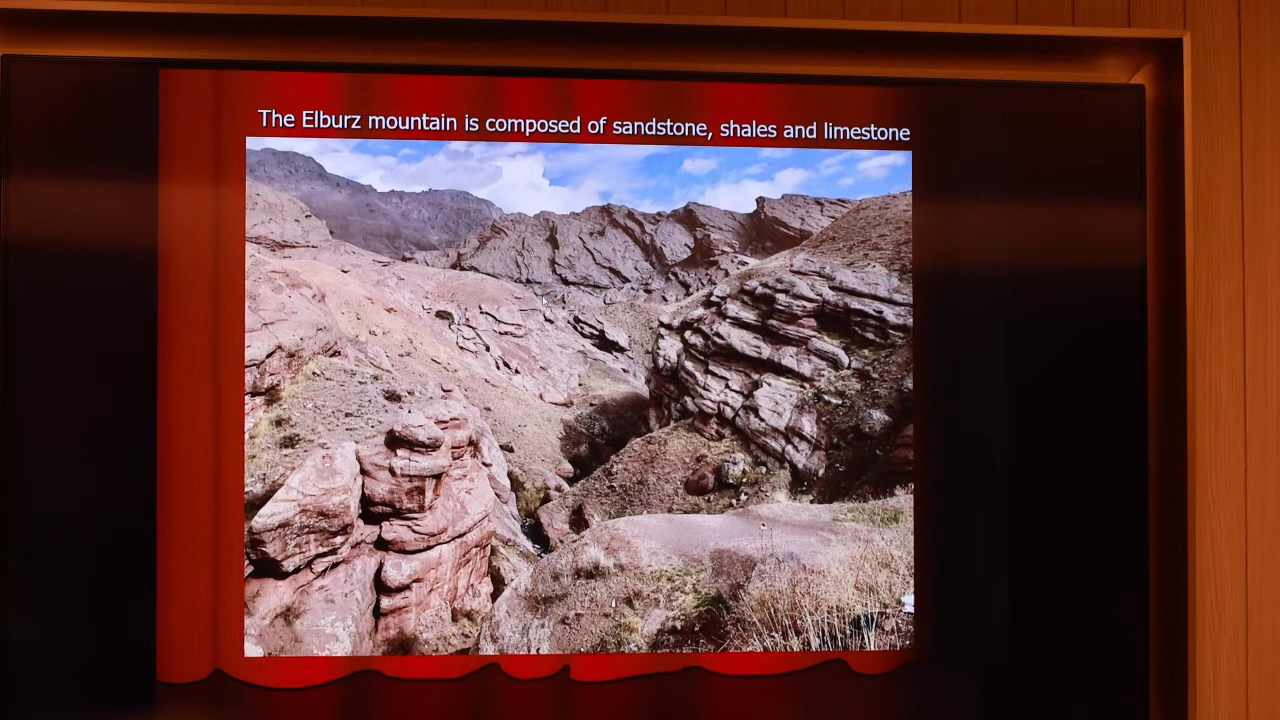 The Elburz mountain is composed of sandstone, shales and limestone